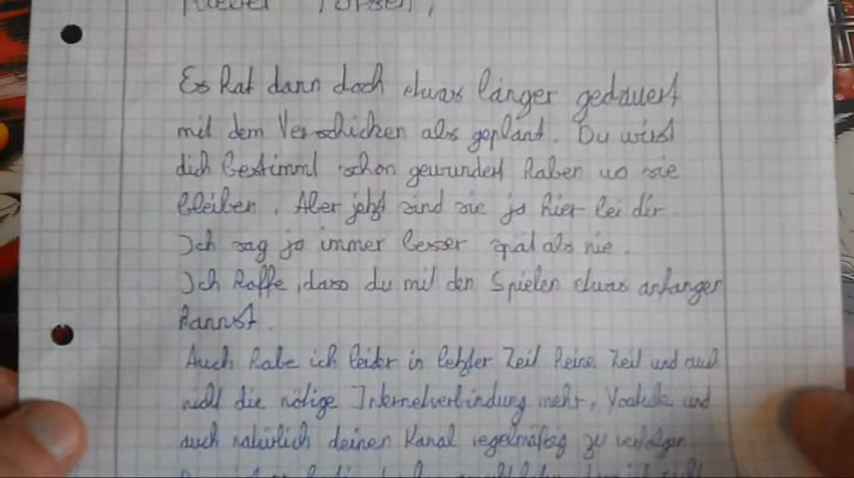 Es hat dann doch etwas länger gedauert
mit dem Verschicken als geplant. Du wirst
dich bestimmt schon gewundert haben wo sie
bleiben. Aber jetzt sind sie ja hier bei dir.
Ich sag ja immer besser spät als nie.
Ich hoffe, dass du mit den Spielen etwas anfangen
kannst.
Auch habe ich leider in letzter Zeit keine Zeit und auch
nicht die nötige Internetverbindung mehr, Youtube und
auch natürlich deinen Kanal regelmäßig zu verfolgen.